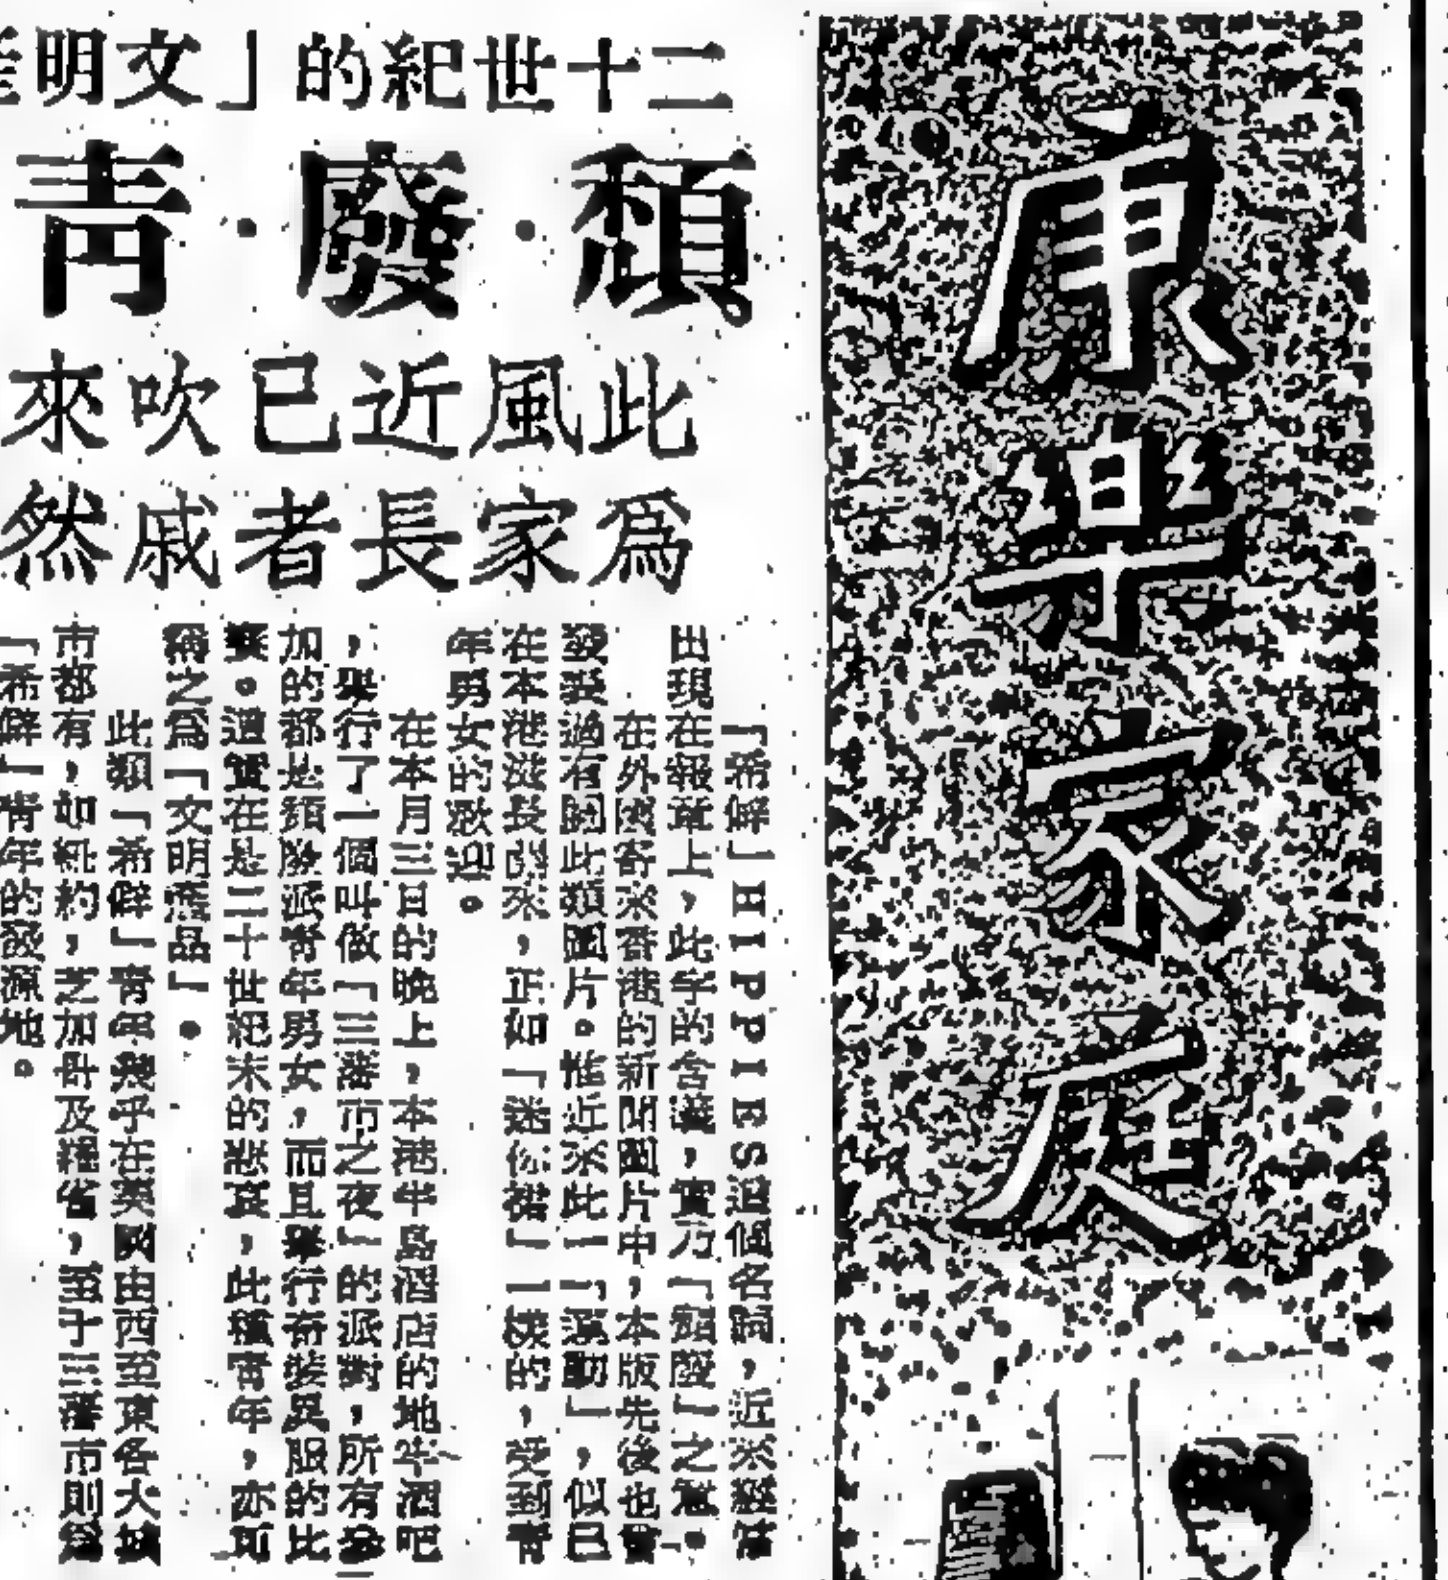 康樂家庭
二十世紀的「文明產
頹・廢・青
此風近已吹來
為家長者戚然
「希僻」HIPPIES這個名詞，近來經常
出現在報章上，此字的含義，實乃「頹廢」之意。
在外國寄來香港的新聞圖片中，本版先後也曾
發表過有關此類圖片。惟近來此一「運動」，似已
在本港滋長起來，正如「迷你裙」一樣的，受到青
年男女的歡迎。
在本月三日的晚上，本港半島酒店的地牢酒吧
，舉行了一個叫做「三藩市之夜」的派對，所有參
加的都是頹廢派青年男女，而且舉行奇裝異服的比
賽。這實在是二十世紀末的悲哀，此種青年，亦可
稱之為「文明產品」。
此類「希僻」青年幾乎在美國由西至東各大城
市都有，如紐約，芝加哥及羅省，至于三藩市則為
「希僻」青年的發源地。